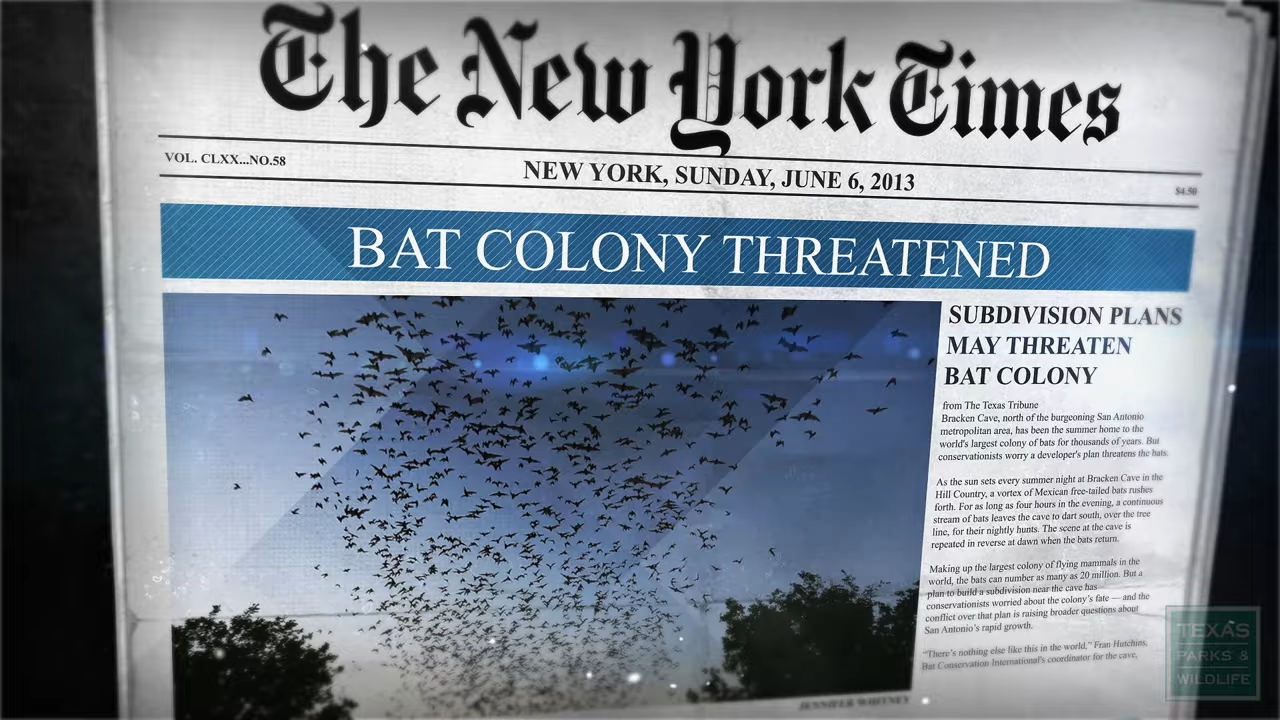 The New York Times
VOL. CLXX...NO.58
NEW YORK, SUNDAY, JUNE 6, 2013
$4.50
BAT COLONY THREATENED
SUBDIVISION PLANS
MAY THREATEN
BAT COLONY
from The Texas Tribune
Bracken Cave, north of the burgeoning San Antonio
metropolitan area, has been the summer home to the
world's largest colony of bats for thousands of years. But
conservationists worry a developer's plan threatens the bats.
As the sun sets every summer night at Bracken Cave in the
Hill Country, a vortex of Mexican free-tailed bats rushes
forth. For as long as four hours in the evening, a continuous
stream of bats leaves the cave to dart south, over the tree
line, for their nightly hunts. The scene at the cave is
repeated in reverse at dawn when the bats return.
Making up the largest colony of flying mammals in the
world, the bats can number as many as 20 million. But a
plan to build a subdivision near the cave has
conservationists worried about the colony's fate — and the
conflict over that plan is raising broader questions about
San Antonio's rapid growth.
"There's nothing else like this in the world," Fran Hutchins,
Bat Conservation International's coordinator for the cave,
JENNIFER WHITNEY
TEXAS
PARKS &
WILDLIFE